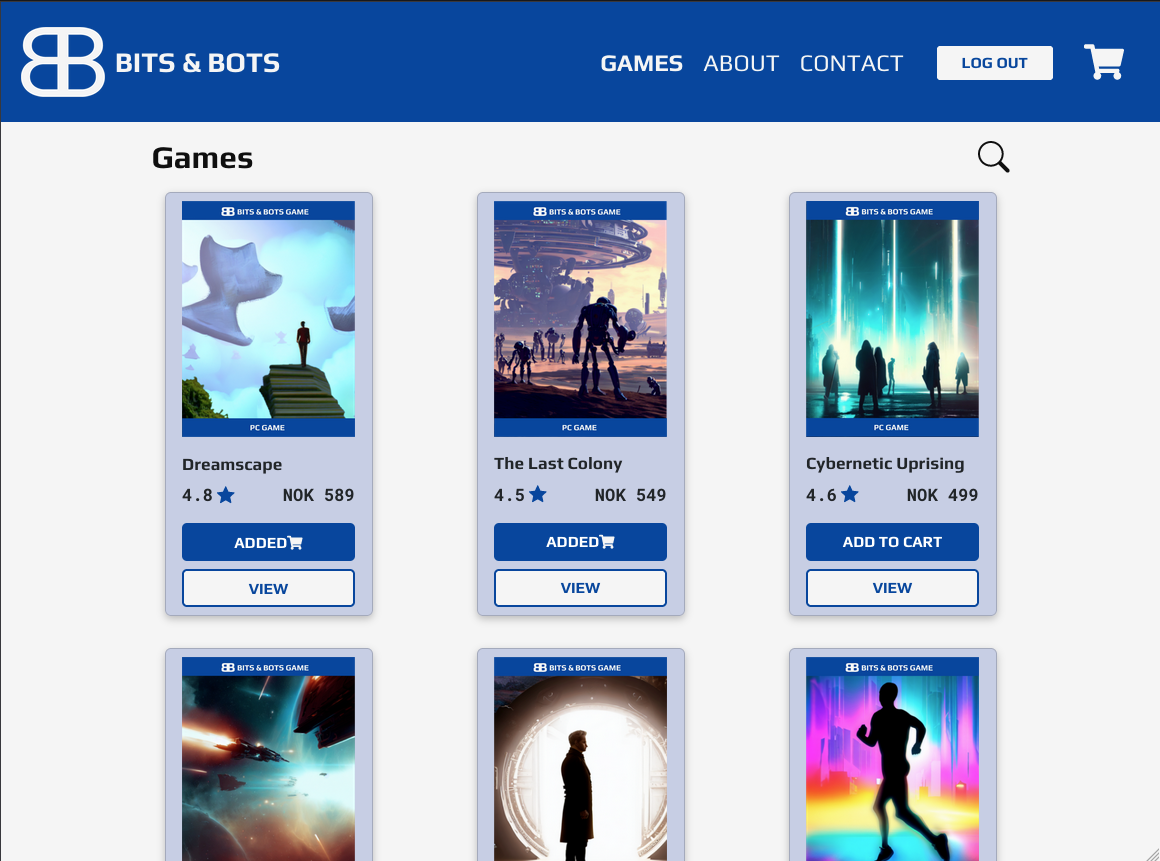 BITS & BOTS
GAMES ABOUT CONTACT LOG OUT
Games
BITS & BOTS GAME
PC GAME
Dreamscape
4.8 NOK 589
ADDED
VIEW
BITS & BOTS GAME
PC GAME
The Last Colony
4.5 NOK 549
ADDED
VIEW
BITS & BOTS GAME
PC GAME
Cybernetic Uprising
4.6 NOK 499
ADD TO CART
VIEW
BITS & BOTS GAME
BITS & BOTS GAME
BITS & BOTS GAME